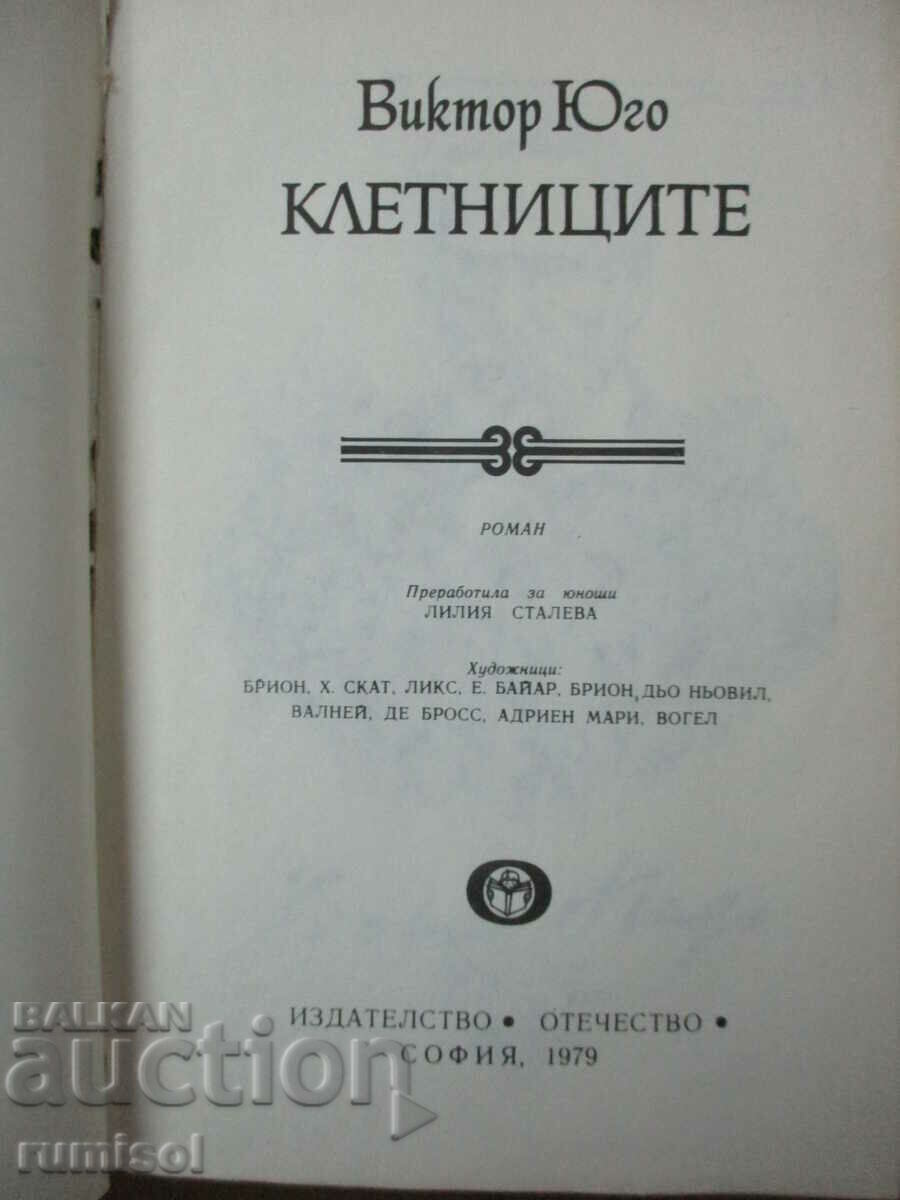 Виктор Юго
КЛЕТНИЦИТЕ
РОМАН
Преработила за юноши
ЛИЛИЯ СТАЛЕВА
Художници:
БРИОН, Х. СКАТ, ЛИКС, Е. БАЙАР, БРИОН, ДЬО НЬОВИЛ,
ВАЛНЕЙ, ДЕ БРОСС, АДРИЕН МАРИ, ВОГЕЛ
ИЗДАТЕЛСТВО • ОТЕЧЕСТВО •
СОФИЯ, 1979
BALKAN
auction
rumisol